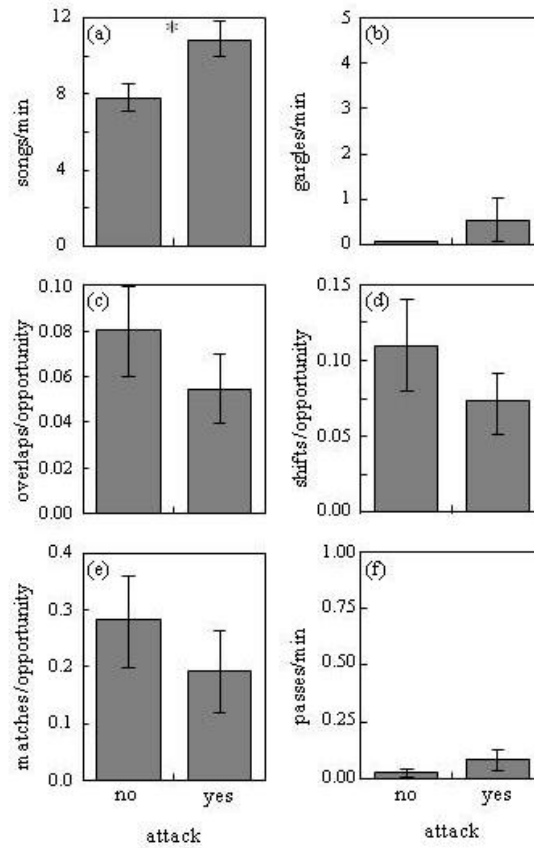 (a)
*
songs/min
12
8
4
0
(b)
gargles/min
5
4
3
2
1
0
(c)
overlaps/opportunity
0.10
0.08
0.06
0.04
0.02
0.00
(d)
shifts/opportunity
0.15
0.10
0.05
0.00
(e)
matches/opportunity
0.4
0.3
0.2
0.1
0.0
no
yes
attack
(f)
passes/min
1.00
0.75
0.50
0.25
0.00
no
yes
attack